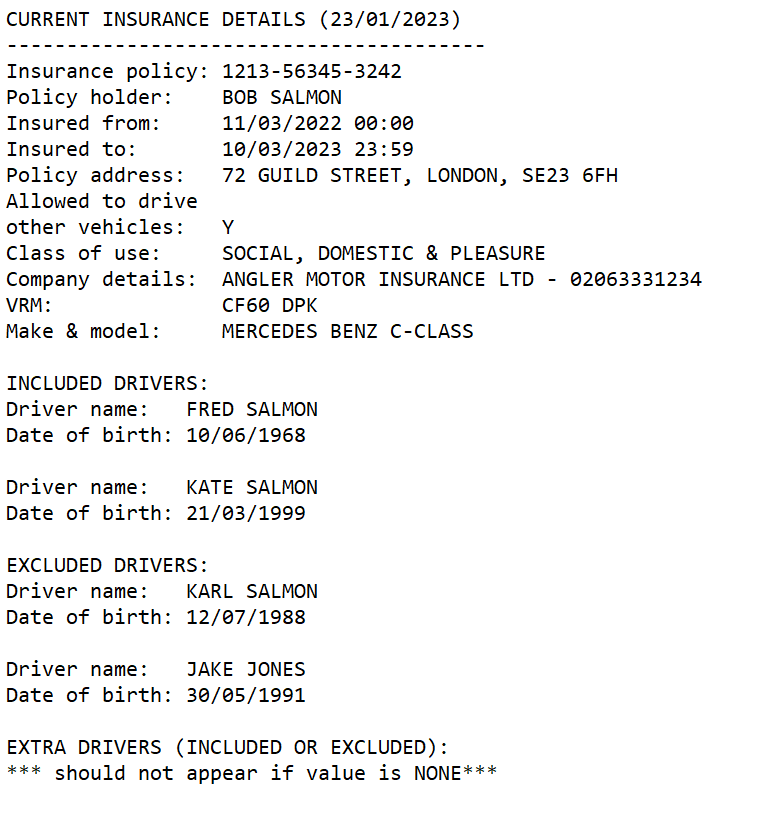 CURRENT INSURANCE DETAILS (23/01/2023)
----------------------------------------
Insurance policy: 1213-56345-3242
Policy holder: BOB SALMON
Insured from: 11/03/2022 00:00
Insured to: 10/03/2023 23:59
Policy address: 72 GUILD STREET, LONDON, SE23 6FH
Allowed to drive
other vehicles: Y
Class of use: SOCIAL, DOMESTIC & PLEASURE
Company details: ANGLER MOTOR INSURANCE LTD - 02063331234
VRM: CF60 DPK
Make & model: MERCEDES BENZ C-CLASS
INCLUDED DRIVERS:
Driver name: FRED SALMON
Date of birth: 10/06/1968
Driver name: KATE SALMON
Date of birth: 21/03/1999
EXCLUDED DRIVERS:
Driver name: KARL SALMON
Date of birth: 12/07/1988
Driver name: JAKE JONES
Date of birth: 30/05/1991
EXTRA DRIVERS (INCLUDED OR EXCLUDED):
*** should not appear if value is NONE***